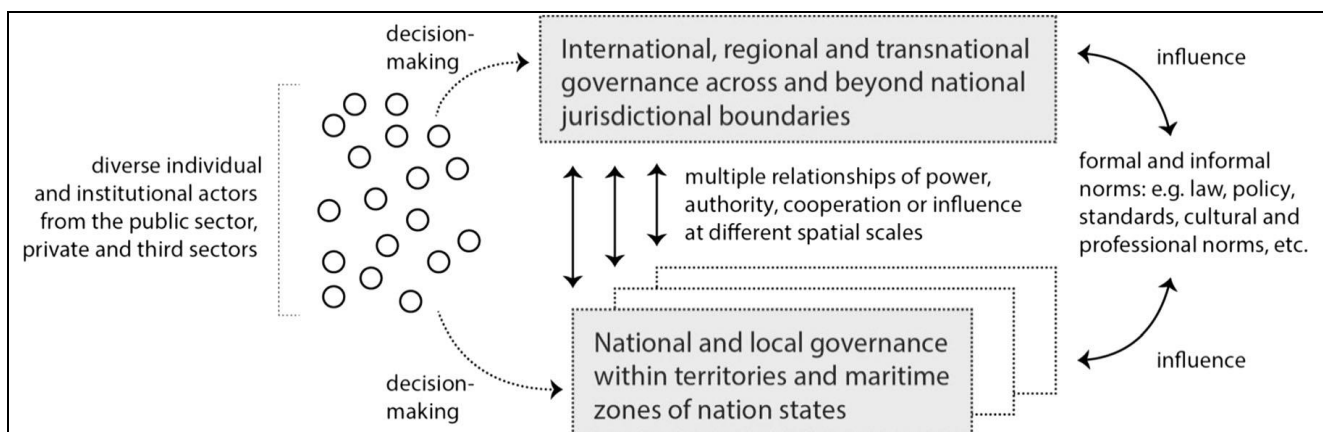 decision-
making
International, regional and transnational
governance across and beyond national
jurisdictional boundaries
influence
diverse individual
and institutional actors
from the public sector,
private and third sectors
multiple relationships of power,
authority, cooperation or influence
at different spatial scales
formal and informal
norms: e.g. law, policy,
standards, cultural and
professional norms, etc.
National and local governance
within territories and maritime
zones of nation states
decision-
making
influence